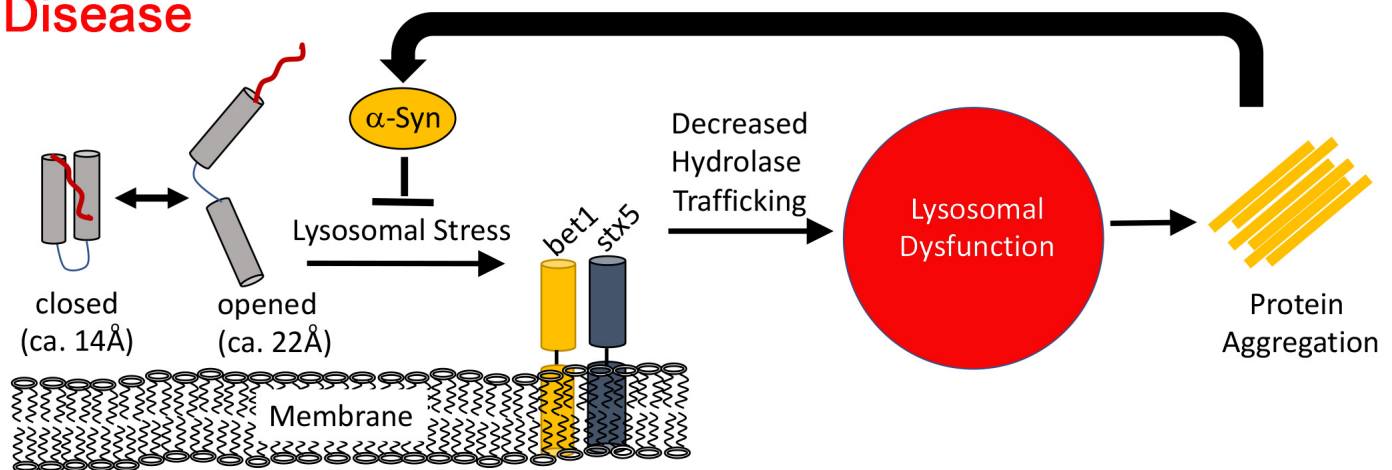 Disease
α-Syn
Lysosomal Stress
closed
(ca. 14Å)
opened
(ca. 22Å)
bet1
stx5
Membrane
Decreased
Hydrolase
Trafficking
Lysosomal
Dysfunction
Protein
Aggregation